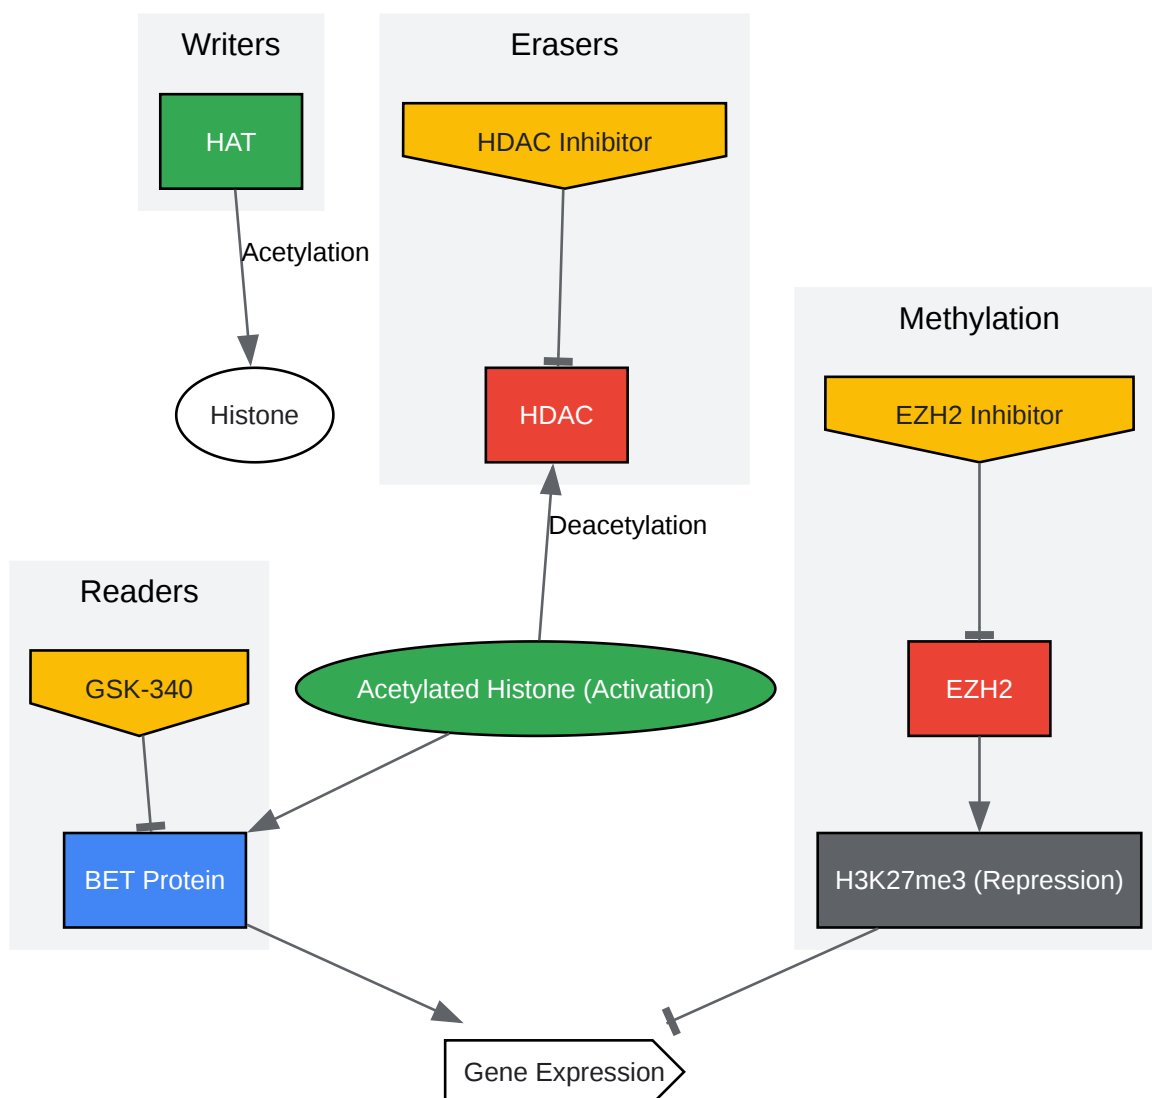 Writers
Erasers
HAT
HDAC Inhibitor
Acetylation
Methylation
Histone
HDAC
EZH2 Inhibitor
Deacetylation
Readers
GSK-340
Acetylated Histone (Activation)
EZH2
BET Protein
H3K27me3 (Repression)
Gene Expression